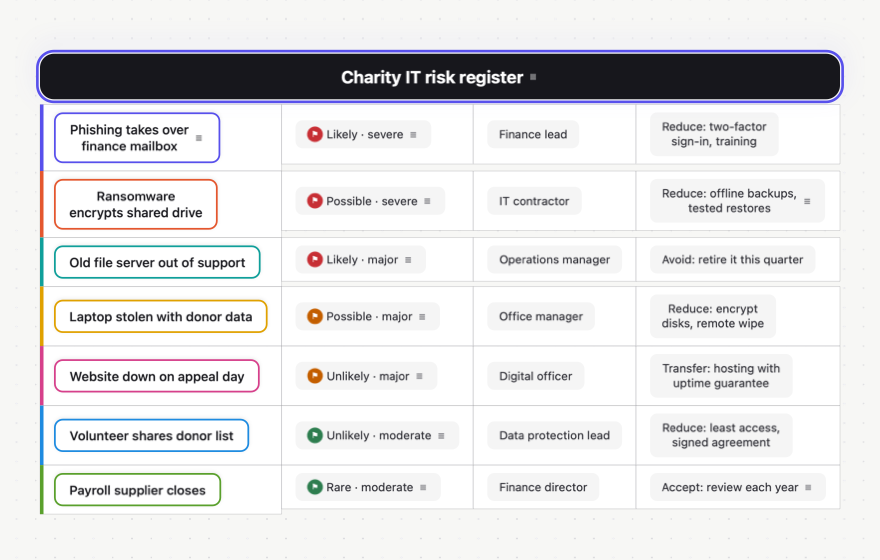 Charity IT risk register
Phishing takes over
finance mailbox
Likely · severe
Finance lead
Reduce: two-factor
sign-in, training
Ransomware
encrypts shared drive
Possible · severe
IT contractor
Reduce: offline backups,
tested restores
Old file server out of support
Likely · major
Operations manager
Avoid: retire it this quarter
Laptop stolen with donor data
Possible · major
Office manager
Reduce: encrypt
disks, remote wipe
Website down on appeal day
Unlikely · major
Digital officer
Transfer: hosting with
uptime guarantee
Volunteer shares donor list
Unlikely · moderate
Data protection lead
Reduce: least access,
signed agreement
Payroll supplier closes
Rare · moderate
Finance director
Accept: review each year